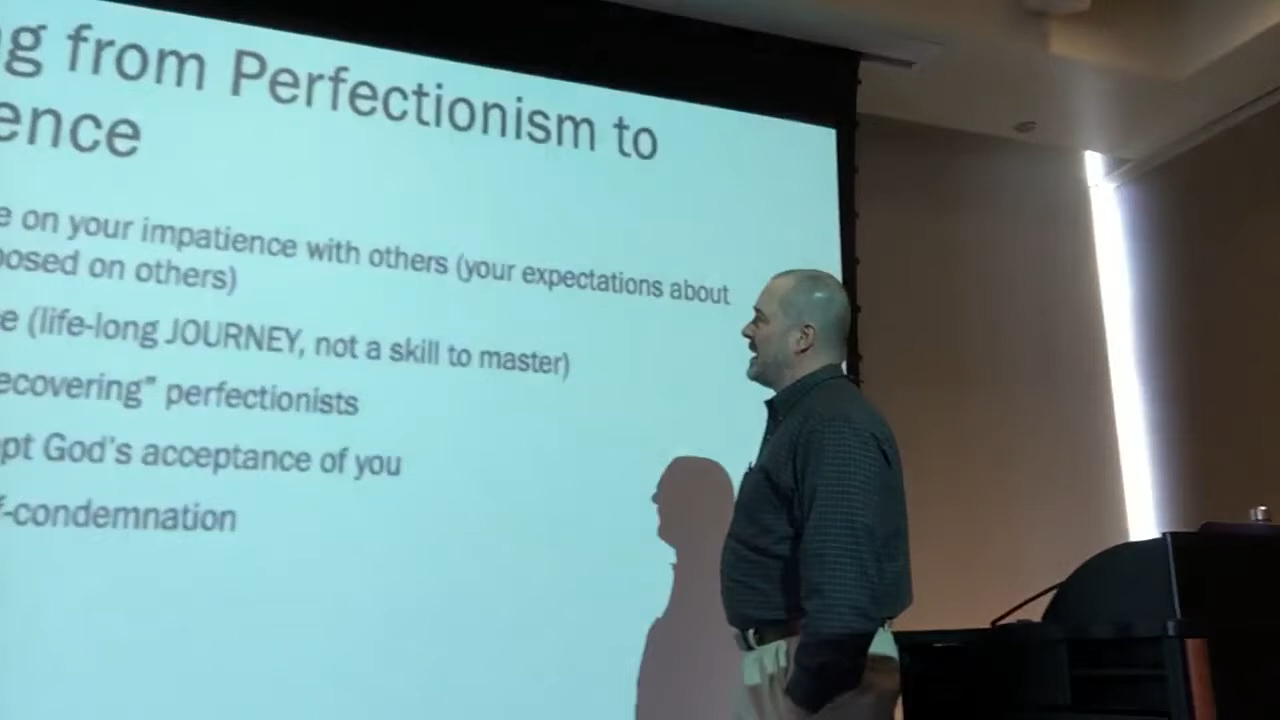 g from Perfectionism to
ence
e on your impatience with others (your expectations about
posed on others)
e (life-long JOURNEY, not a skill to master)
ecovering" perfectionists
pt God's acceptance of you
f-condemnation